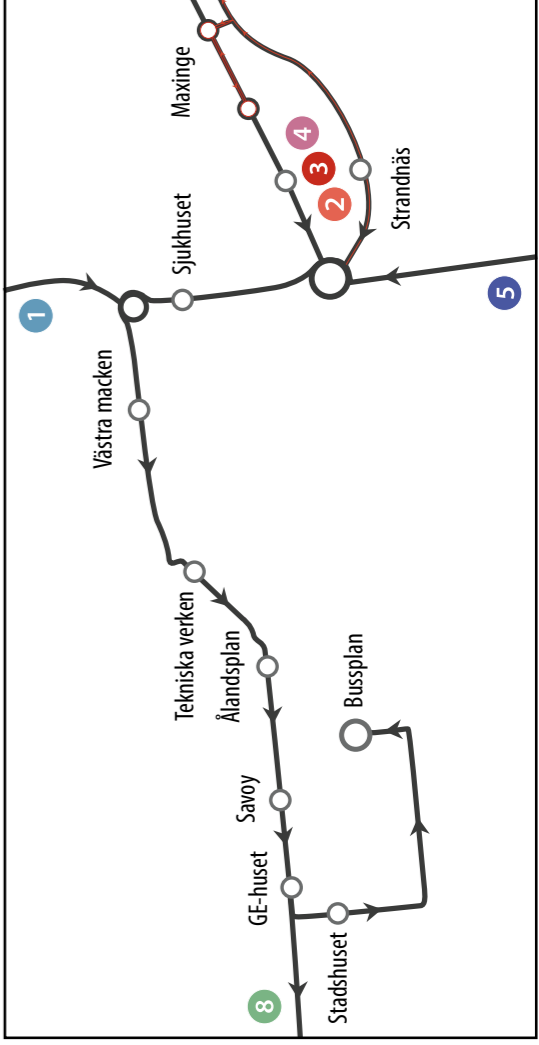 1
Västra macken
Sjukhuset
Maxinge
4
3
2
Strandnäs
5
Tekniska verken
Ålandsplan
Savoy
GE-huset
8
Stadshuset
Bussplan